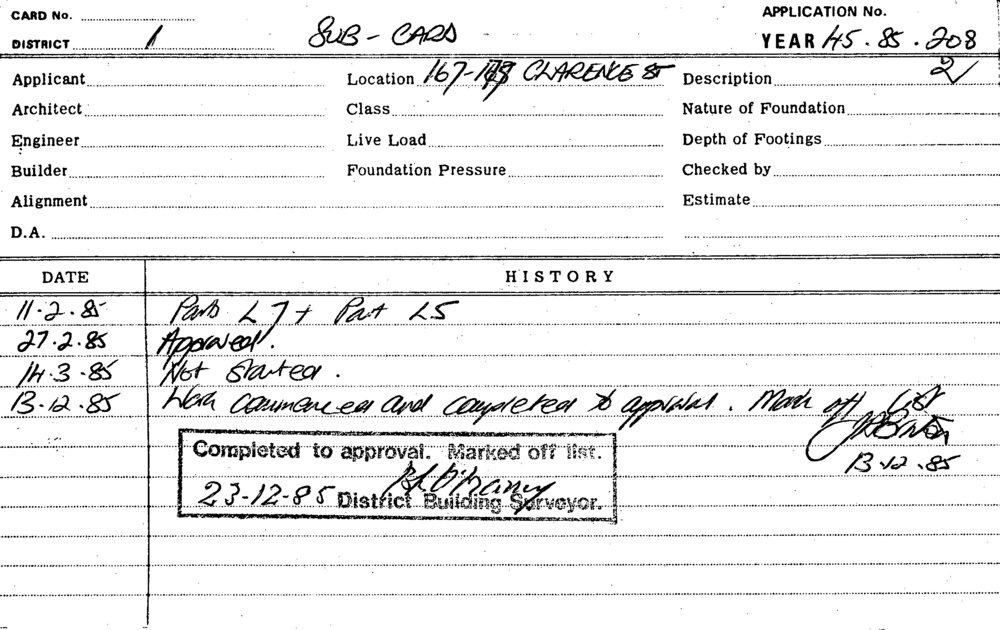 CARD No.
APPLICATION No.
DISTRICT 1 SUB - CARD YEAR 45 . 85 . 208
Applicant Location 167- CLARENCE ST Description 2
Architect Class Nature of Foundation
Engineer Live Load Depth of Footings
Builder Foundation Pressure Checked by
Alignment Estimate
D.A.
DATE HISTORY
11.2.85 Part L7 + Part L5
27.2.85 Approved.
14.3.85 Not started.
13.12.85 Work commenced and completed to approval. Mark off list
13.12.85
Completed to approval. Marked off list.
23-12-85 District Building Surveyor.